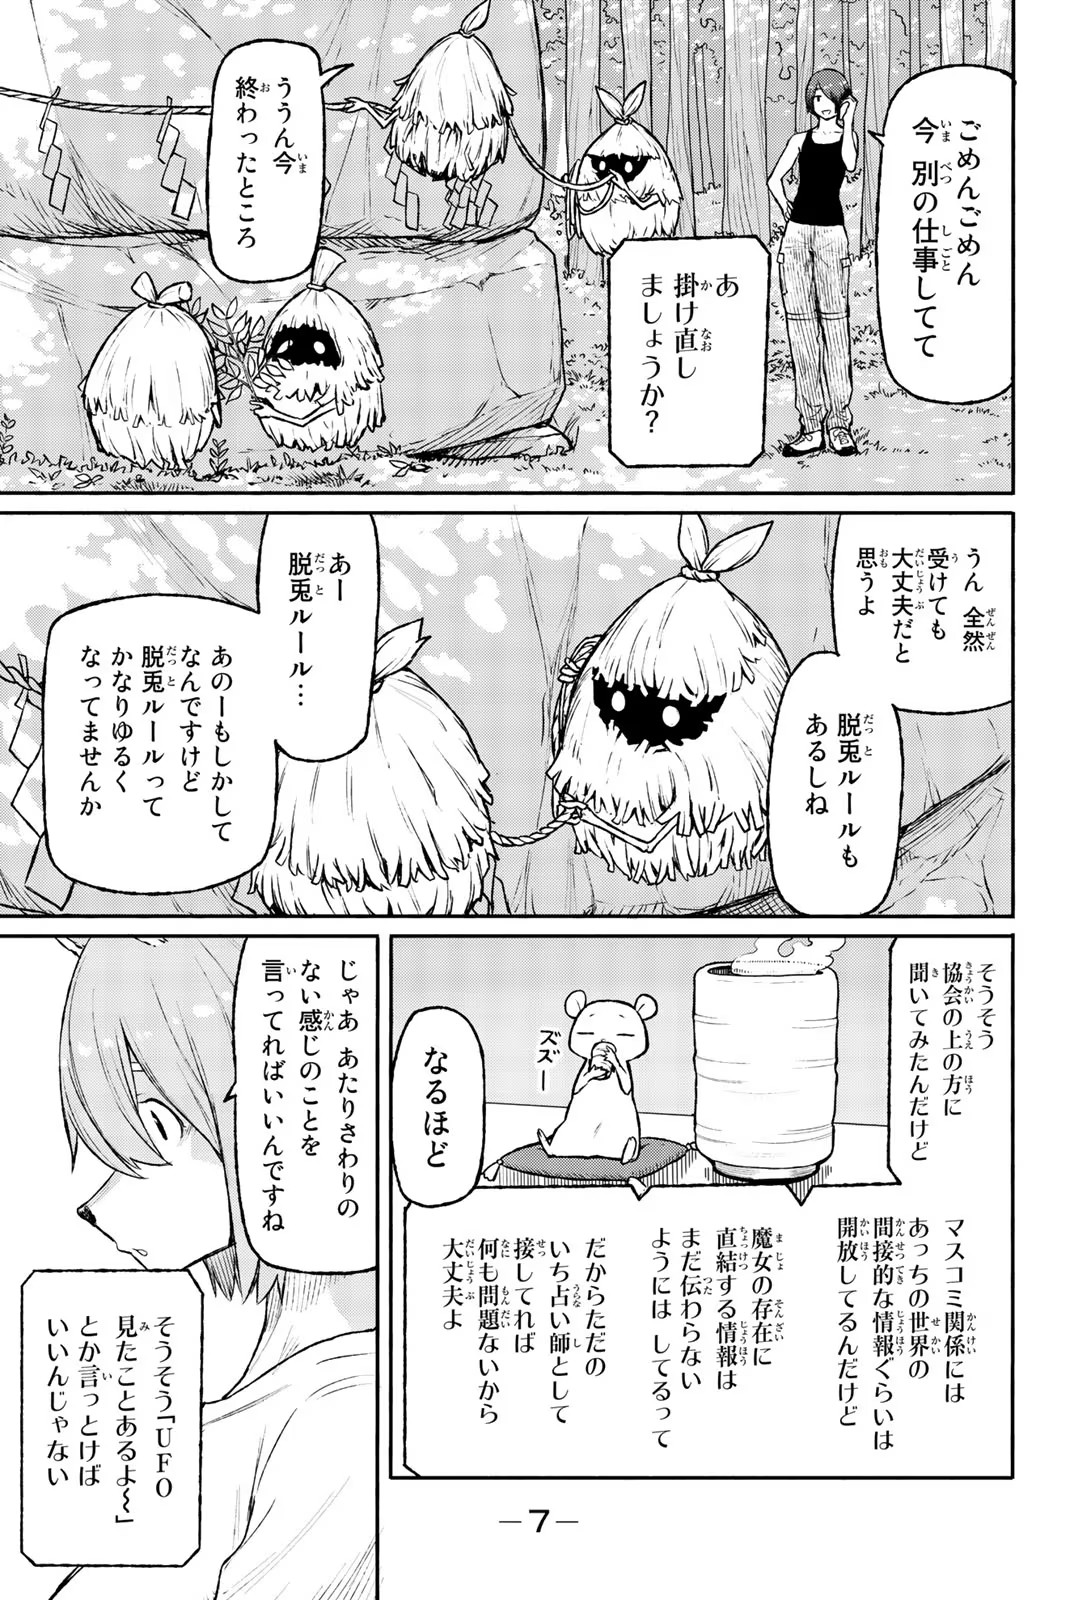 ごめんごめん
今 別の仕事してて
あ
掛け直し
ましょうか?
ううん今
終わったところ
うん 全然
受けても
大丈夫だと
思うよ
脱兎ルールも
あるしね
あー
脱兎ルール…
あのーもしかして
なんですけど
脱兎ルールって
かなりゆるく
なってませんか
そうそう
協会の上の方に
聞いてみたんだけど
マスコミ関係には
あっちの世界の
間接的な情報ぐらいは
開放してるんだけど
魔女の存在に
直結する情報は
まだ伝わらない
ようには してるって
だからただの
いち占い師として
接してれば
何も問題ないから
大丈夫よ
ズズー
なるほど
じゃあ あたりさわりの
ない感じのことを
言ってればいいんですね
そうそう「UFO
見たことあるよ〜」
とか言っとけば
いいんじゃない
—7—